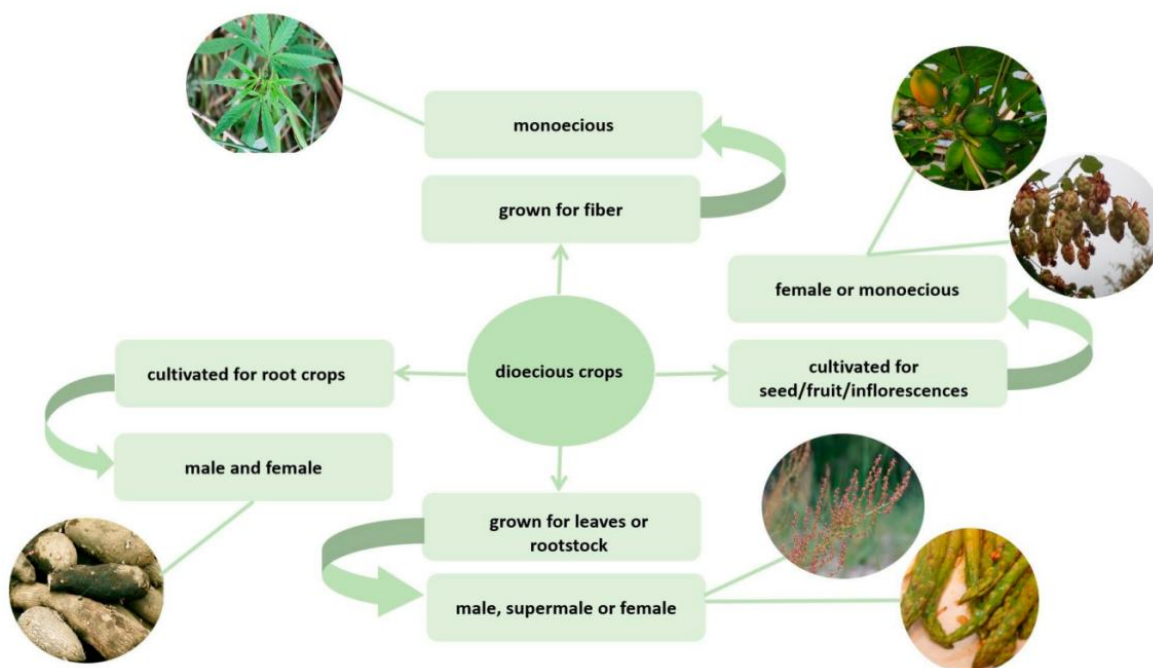 monoecious
grown for fiber
female or monoecious
cultivated for
seed/fruit/inflorescences
dioecious crops
cultivated for root crops
male and female
grown for leaves or
rootstock
male, supermale or female